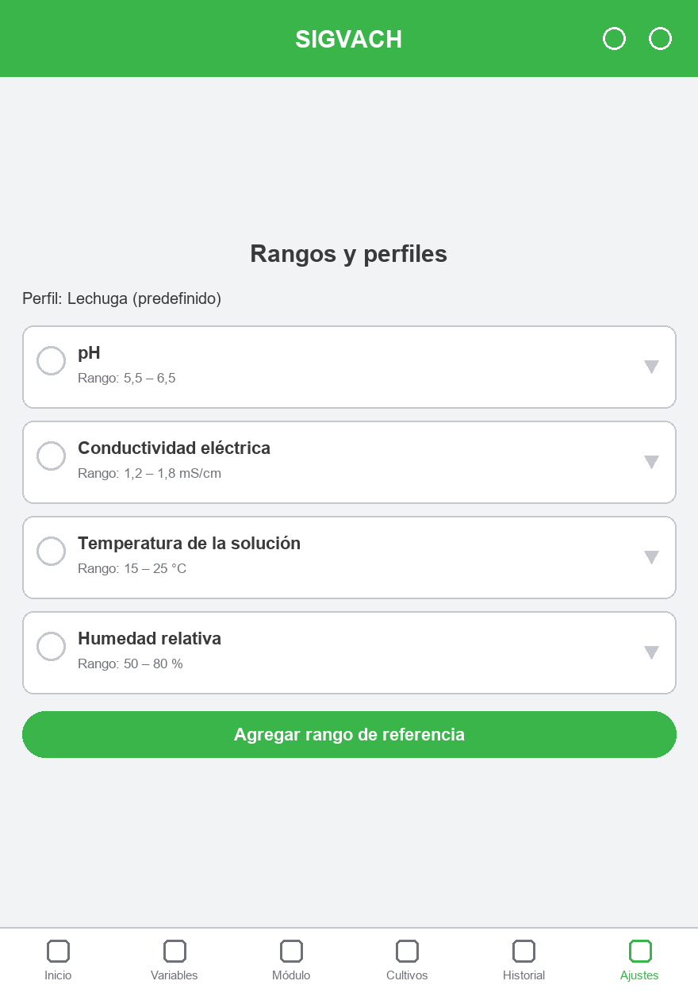 SIGVACH
Rangos y perfiles
Perfil: Lechuga (predefinido)
pH
Rango: 5,5 – 6,5
Conductividad eléctrica
Rango: 1,2 – 1,8 mS/cm
Temperatura de la solución
Rango: 15 – 25 °C
Humedad relativa
Rango: 50 – 80 %
Agregar rango de referencia
Inicio
Variables
Módulo
Cultivos
Historial
Ajustes